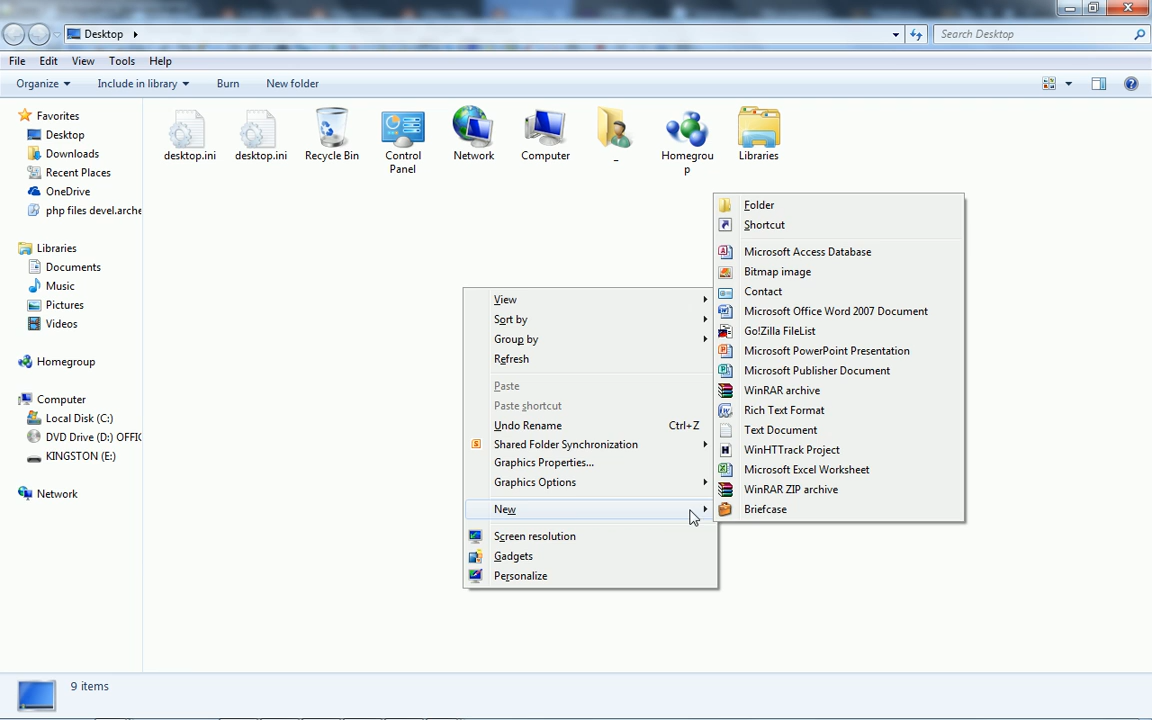 Desktop
Search Desktop
File Edit View Tools Help
Organize Include in library Burn New folder
Favorites
Desktop
Downloads
Recent Places
OneDrive
php files devel.arche
Libraries
Documents
Music
Pictures
Videos
Homegroup
Computer
Local Disk (C:)
DVD Drive (D:) OFFI
KINGSTON (E:)
Network
desktop.ini desktop.ini Recycle Bin Control Network Computer _ Homegrou Libraries
Panel p
View
Sort by
Group by
Refresh
Paste
Paste shortcut
Undo Rename Ctrl+Z
Shared Folder Synchronization
Graphics Properties...
Graphics Options
New
Screen resolution
Gadgets
Personalize
Folder
Shortcut
Microsoft Access Database
Bitmap image
Contact
Microsoft Office Word 2007 Document
Go!Zilla FileList
Microsoft PowerPoint Presentation
Microsoft Publisher Document
WinRAR archive
Rich Text Format
Text Document
WinHTTrack Project
Microsoft Excel Worksheet
WinRAR ZIP archive
Briefcase
9 items